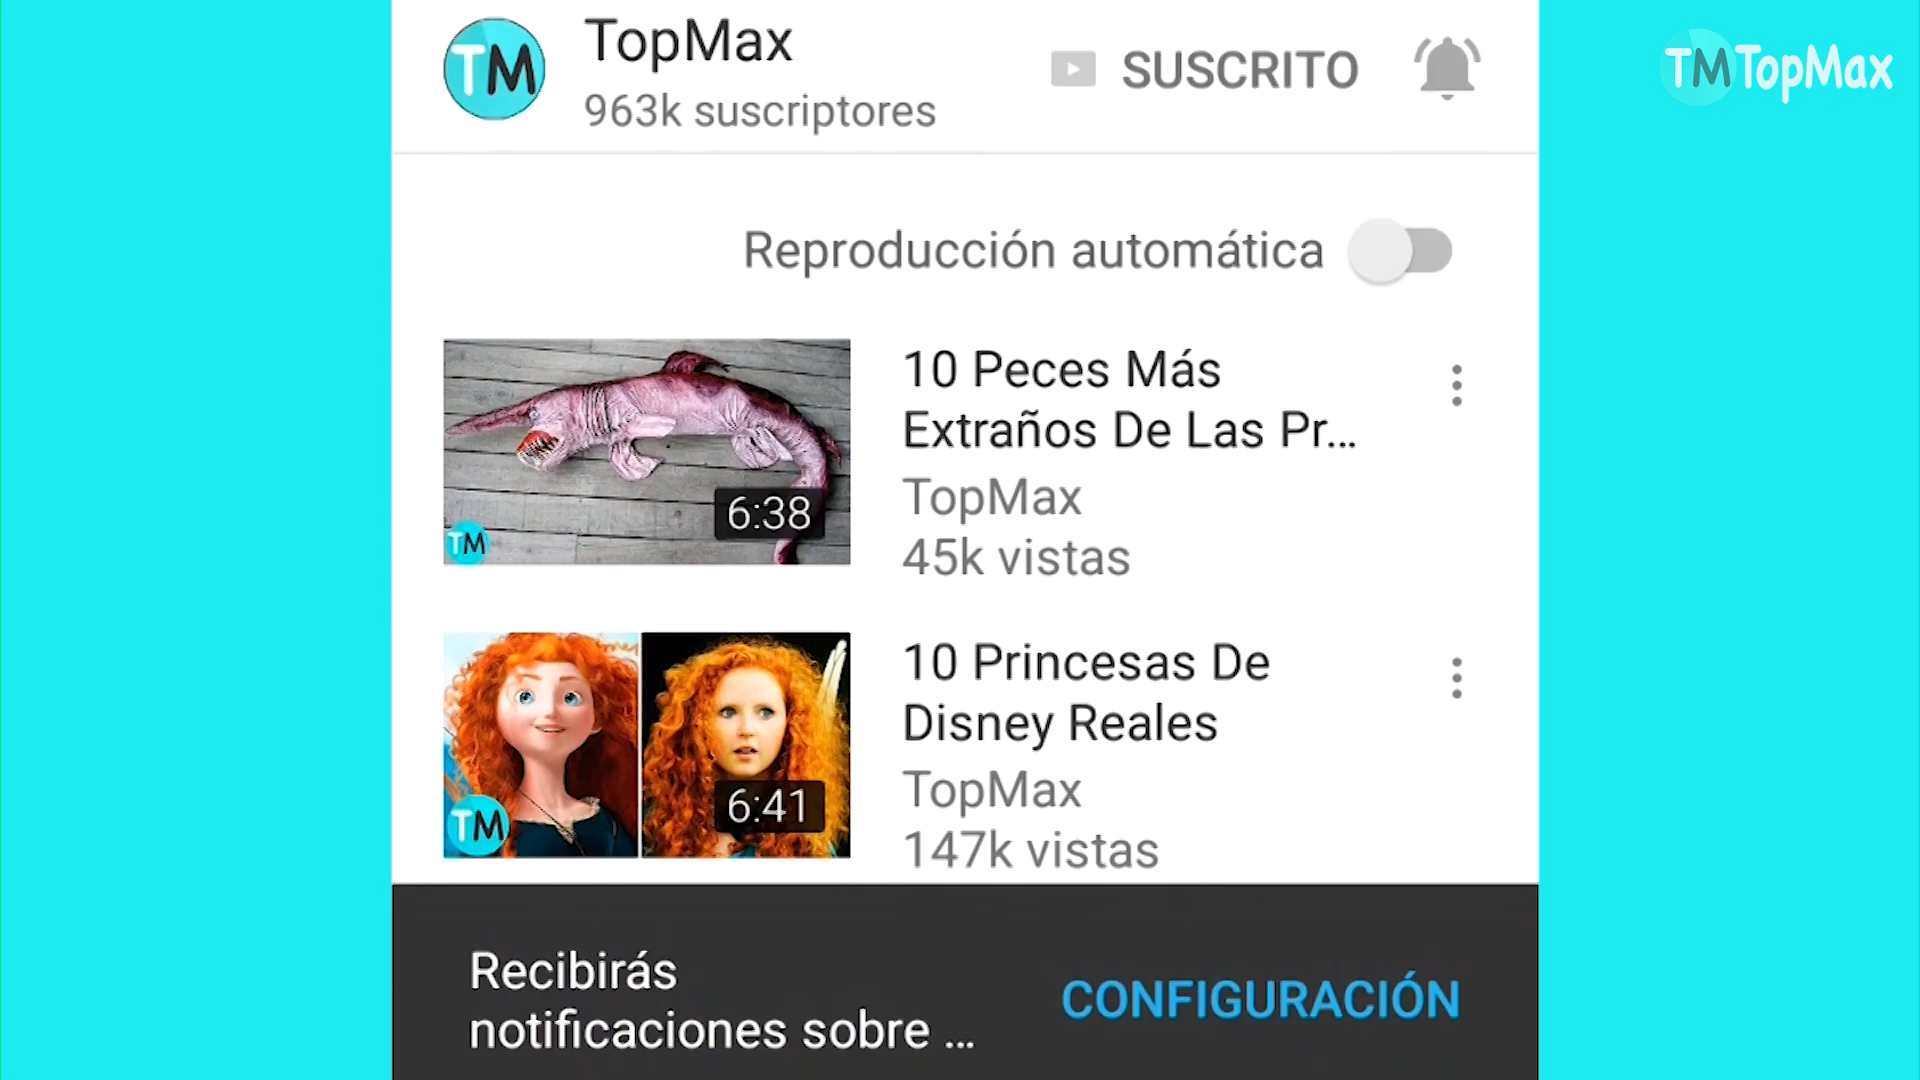 TM
TopMax
963k suscriptores
SUSCRITO
TMTopMax
Reproducción automática
6:38
TM
10 Peces Más
Extraños De Las Pr...
TopMax
45k vistas
6:41
TM
10 Princesas De
Disney Reales
TopMax
147k vistas
Recibirás
notificaciones sobre ...
CONFIGURACIÓN